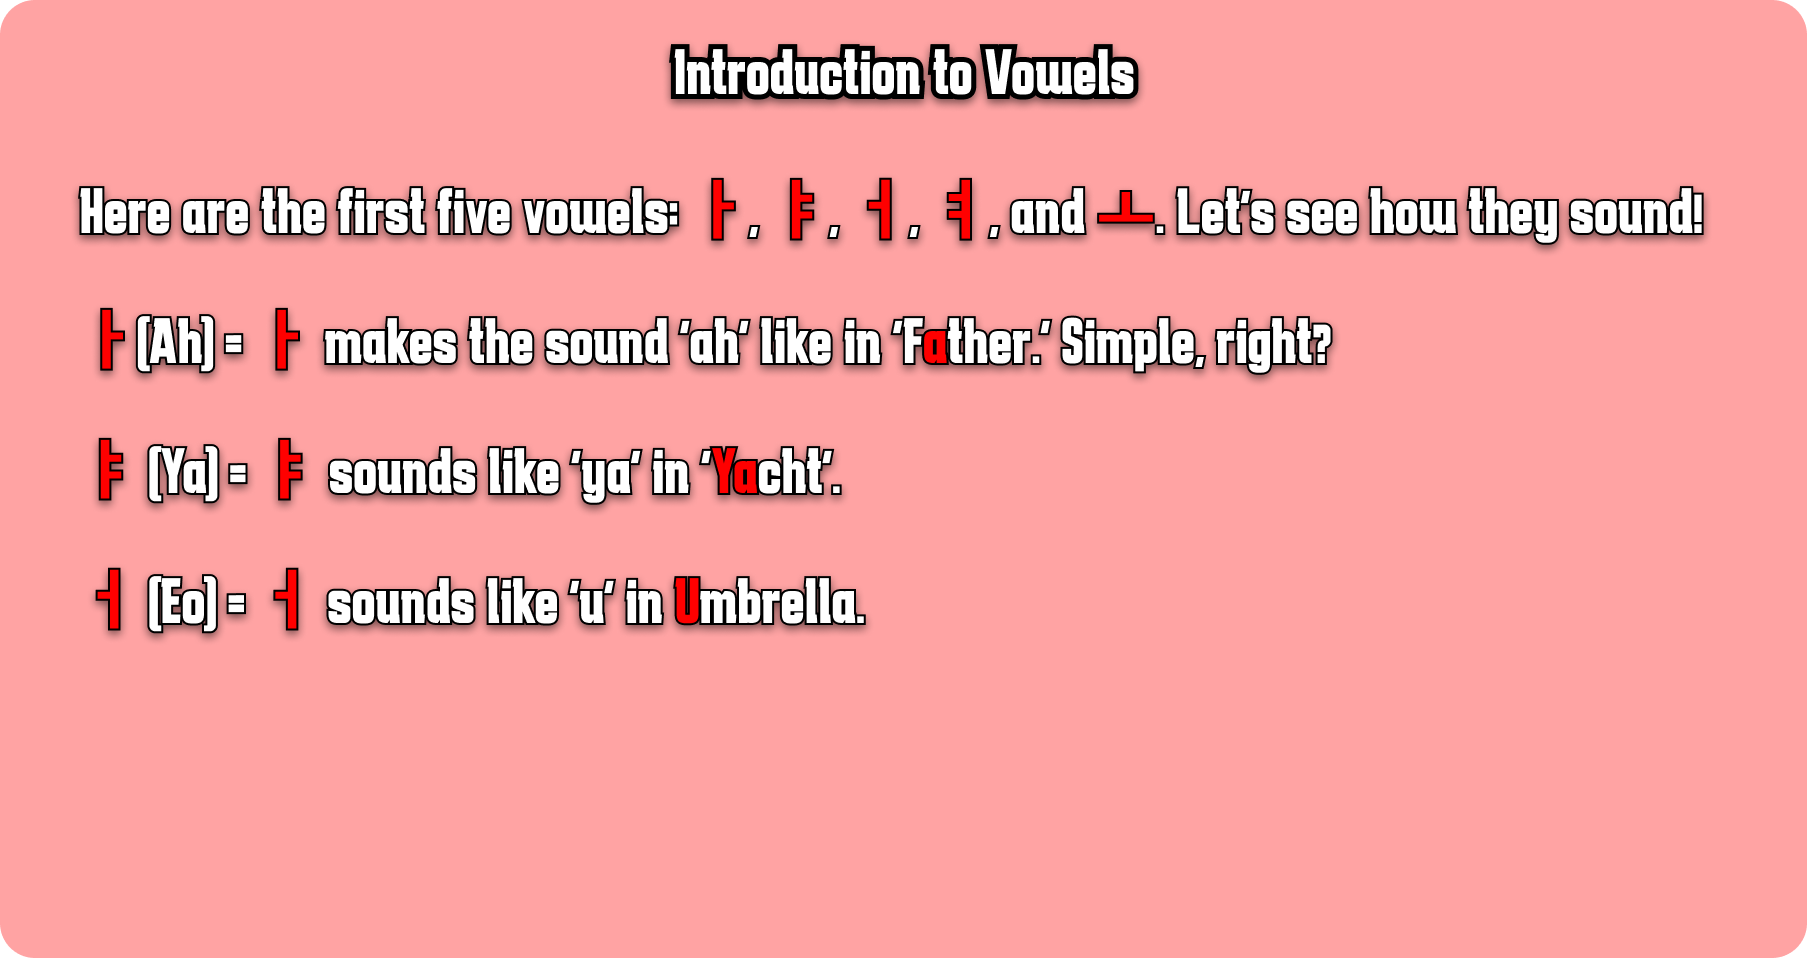 Introduction to Vowels
Here are the first five vowels: ㅏ, ㅑ, ㅓ, ㅕ, and ㅗ. Let's see how they sound!
ㅏ (Ah) = ㅏ makes the sound 'ah' like in 'Father.' Simple, right?
ㅑ (Ya) = ㅑ sounds like 'ya' in 'Yacht'.
ㅓ (Eo) = ㅓ sounds like 'u' in Umbrella.